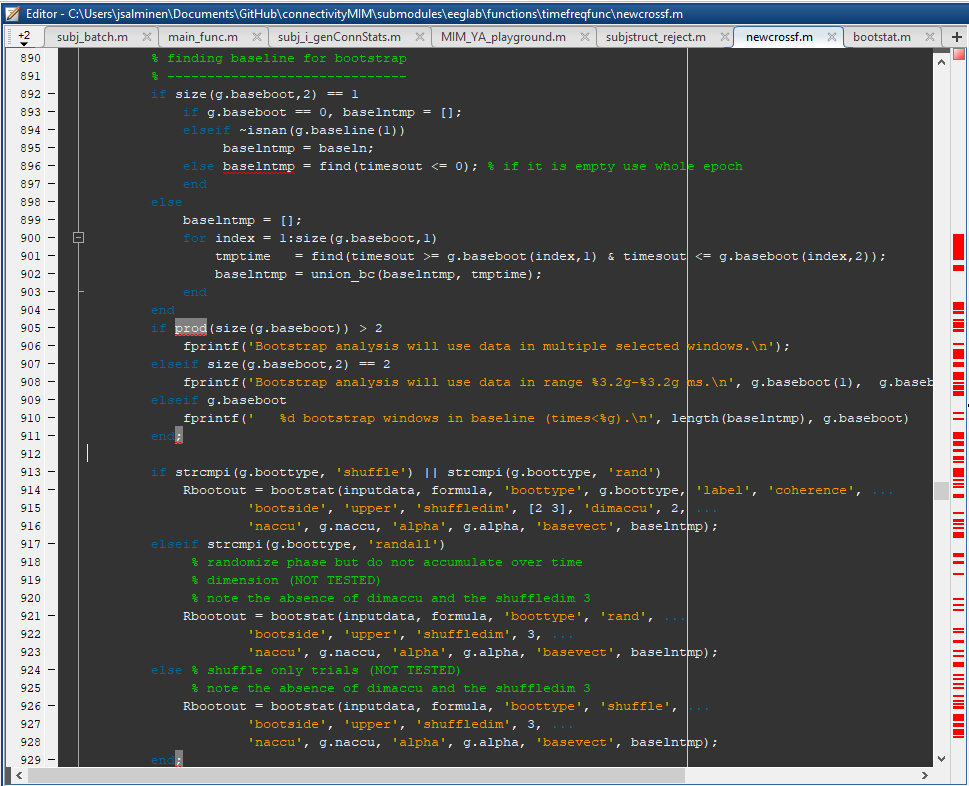 Editor - C:\Users\jsalminen\Documents\GitHub\connectivityMIM\submodules\eeglab\functions\timefreqfunc\newcrossf.m
+2 subj_batch.m × main_func.m × subj_i_genConnStats.m × MIM_YA_playground.m × subjstruct_reject.m × newcrossf.m × bootstat.m × +
890 % finding baseline for bootstrap
891 % ------------------------------
892 – if size(g.baseboot,2) == 1
893 – if g.baseboot == 0, baselntmp = [];
894 – elseif ~isnan(g.baseline(1))
895 – baselntmp = baseln;
896 – else baselntmp = find(timesout <= 0); % if it is empty use whole epoch
897 – end
898 – else
899 – baselntmp = [];
900 – for index = 1:size(g.baseboot,1)
901 – tmptime   = find(timesout >= g.baseboot(index,1) & timesout <= g.baseboot(index,2));
902 – baselntmp = union_bc(baselntmp, tmptime);
903 – end
904 – end
905 – if prod(size(g.baseboot)) > 2
906 – fprintf('Bootstrap analysis will use data in multiple selected windows.\n');
907 – elseif size(g.baseboot,2) == 2
908 – fprintf('Bootstrap analysis will use data in range %3.2g-%3.2g ms.\n', g.baseboot(1),  g.baseb
909 – elseif g.baseboot
910 – fprintf('   %d bootstrap windows in baseline (times<%g).\n', length(baselntmp), g.baseboot)
911 – end;
912
913 – if strcmpi(g.boottype, 'shuffle') || strcmpi(g.boottype, 'rand')
914 – Rbootout = bootstat(inputdata, formula, 'boottype', g.boottype, 'label', 'coherence', ...
915 – 'bootside', 'upper', 'shuffledim', [2 3], 'dimaccu', 2, ...
916 – 'naccu', g.naccu, 'alpha', g.alpha, 'basevect', baselntmp);
917 – elseif strcmpi(g.boottype, 'randall')
918 % randomize phase but do not accumulate over time
919 % dimension (NOT TESTED)
920 % note the absence of dimaccu and the shuffledim 3
921 – Rbootout = bootstat(inputdata, formula, 'boottype', 'rand', ...
922 'bootside', 'upper', 'shuffledim', 3, ...
923 – 'naccu', g.naccu, 'alpha', g.alpha, 'basevect', baselntmp);
924 – else % shuffle only trials (NOT TESTED)
925 % note the absence of dimaccu and the shuffledim 3
926 – Rbootout = bootstat(inputdata, formula, 'boottype', 'shuffle', ...
927 'bootside', 'upper', 'shuffledim', 3, ...
928 – 'naccu', g.naccu, 'alpha', g.alpha, 'basevect', baselntmp);
929 – end;